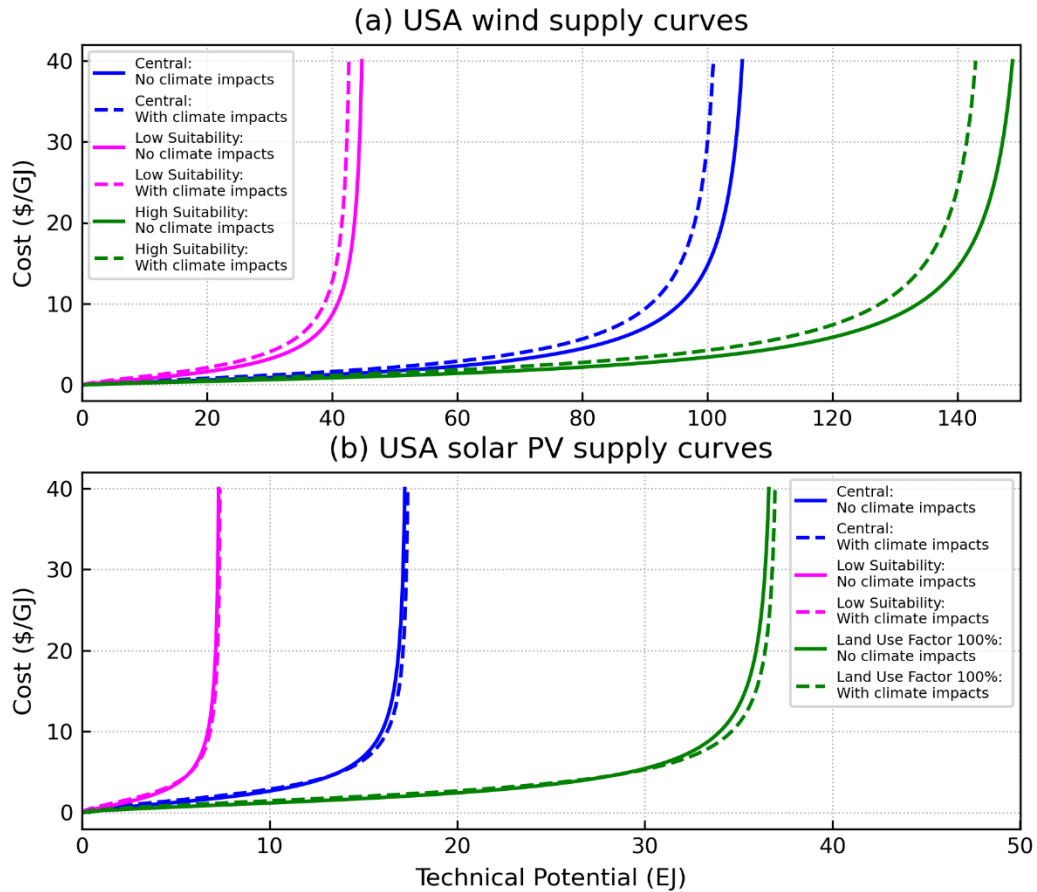 (a) USA wind supply curves
Cost ($/GJ)
40
30
20
10
0
Central:
No climate impacts
Central:
With climate impacts
Low Suitability:
No climate impacts
Low Suitability:
With climate impacts
High Suitability:
No climate impacts
High Suitability:
With climate impacts
0 20 40 60 80 100 120 140
(b) USA solar PV supply curves
Cost ($/GJ)
40
30
20
10
0
Central:
No climate impacts
Central:
With climate impacts
Low Suitability:
No climate impacts
Low Suitability:
With climate impacts
Land Use Factor 100%:
No climate impacts
Land Use Factor 100%:
With climate impacts
0 10 20 30 40 50
Technical Potential (EJ)